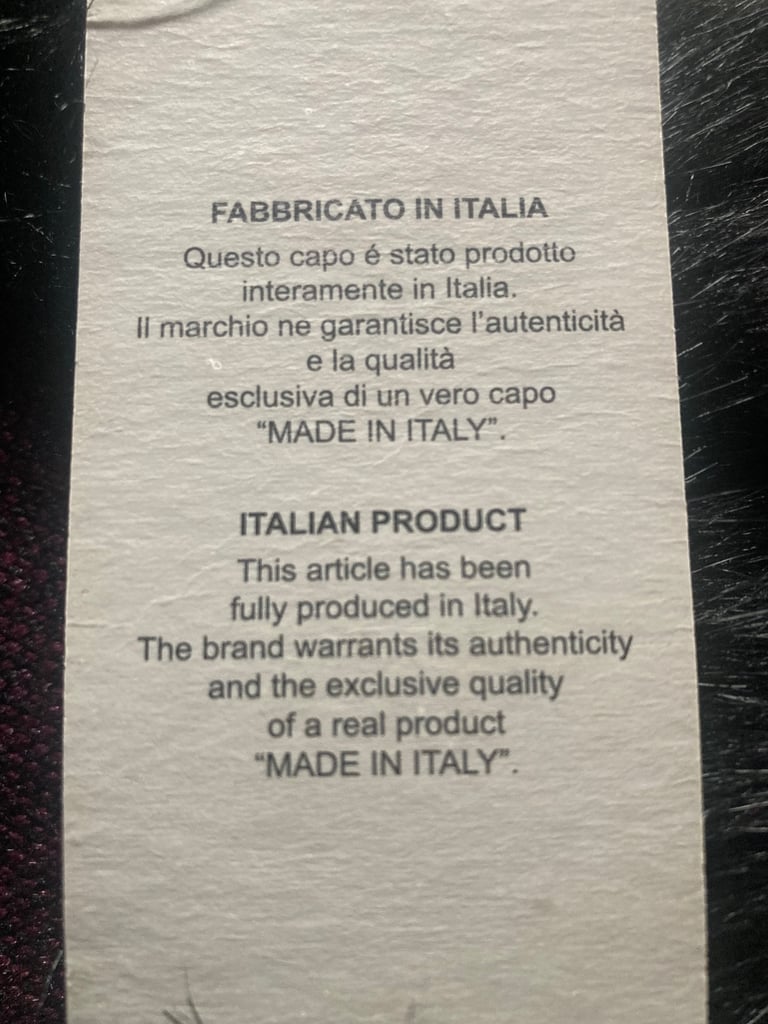 FABBRICATO IN ITALIA
Questo capo é stato prodotto
interamente in Italia.
Il marchio ne garantisce l'autenticità
e la qualità
esclusiva di un vero capo
“MADE IN ITALY”.
ITALIAN PRODUCT
This article has been
fully produced in Italy.
The brand warrants its authenticity
and the exclusive quality
of a real product
“MADE IN ITALY”.